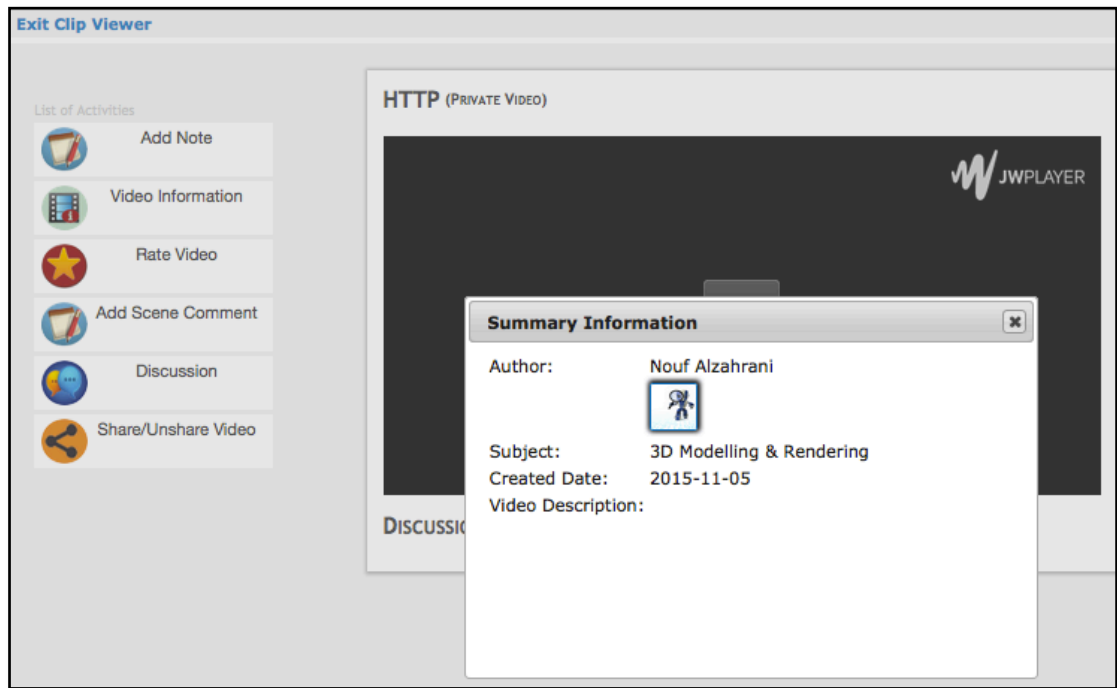 Exit Clip Viewer
List of Activities
Add Note
Video Information
Rate Video
Add Scene Comment
Discussion
Share/Unshare Video
HTTP (PRIVATE VIDEO)
JWPLAYER
Summary Information
Author: Nouf Alzahrani
Subject: 3D Modelling & Rendering
Created Date: 2015-11-05
Video Description: